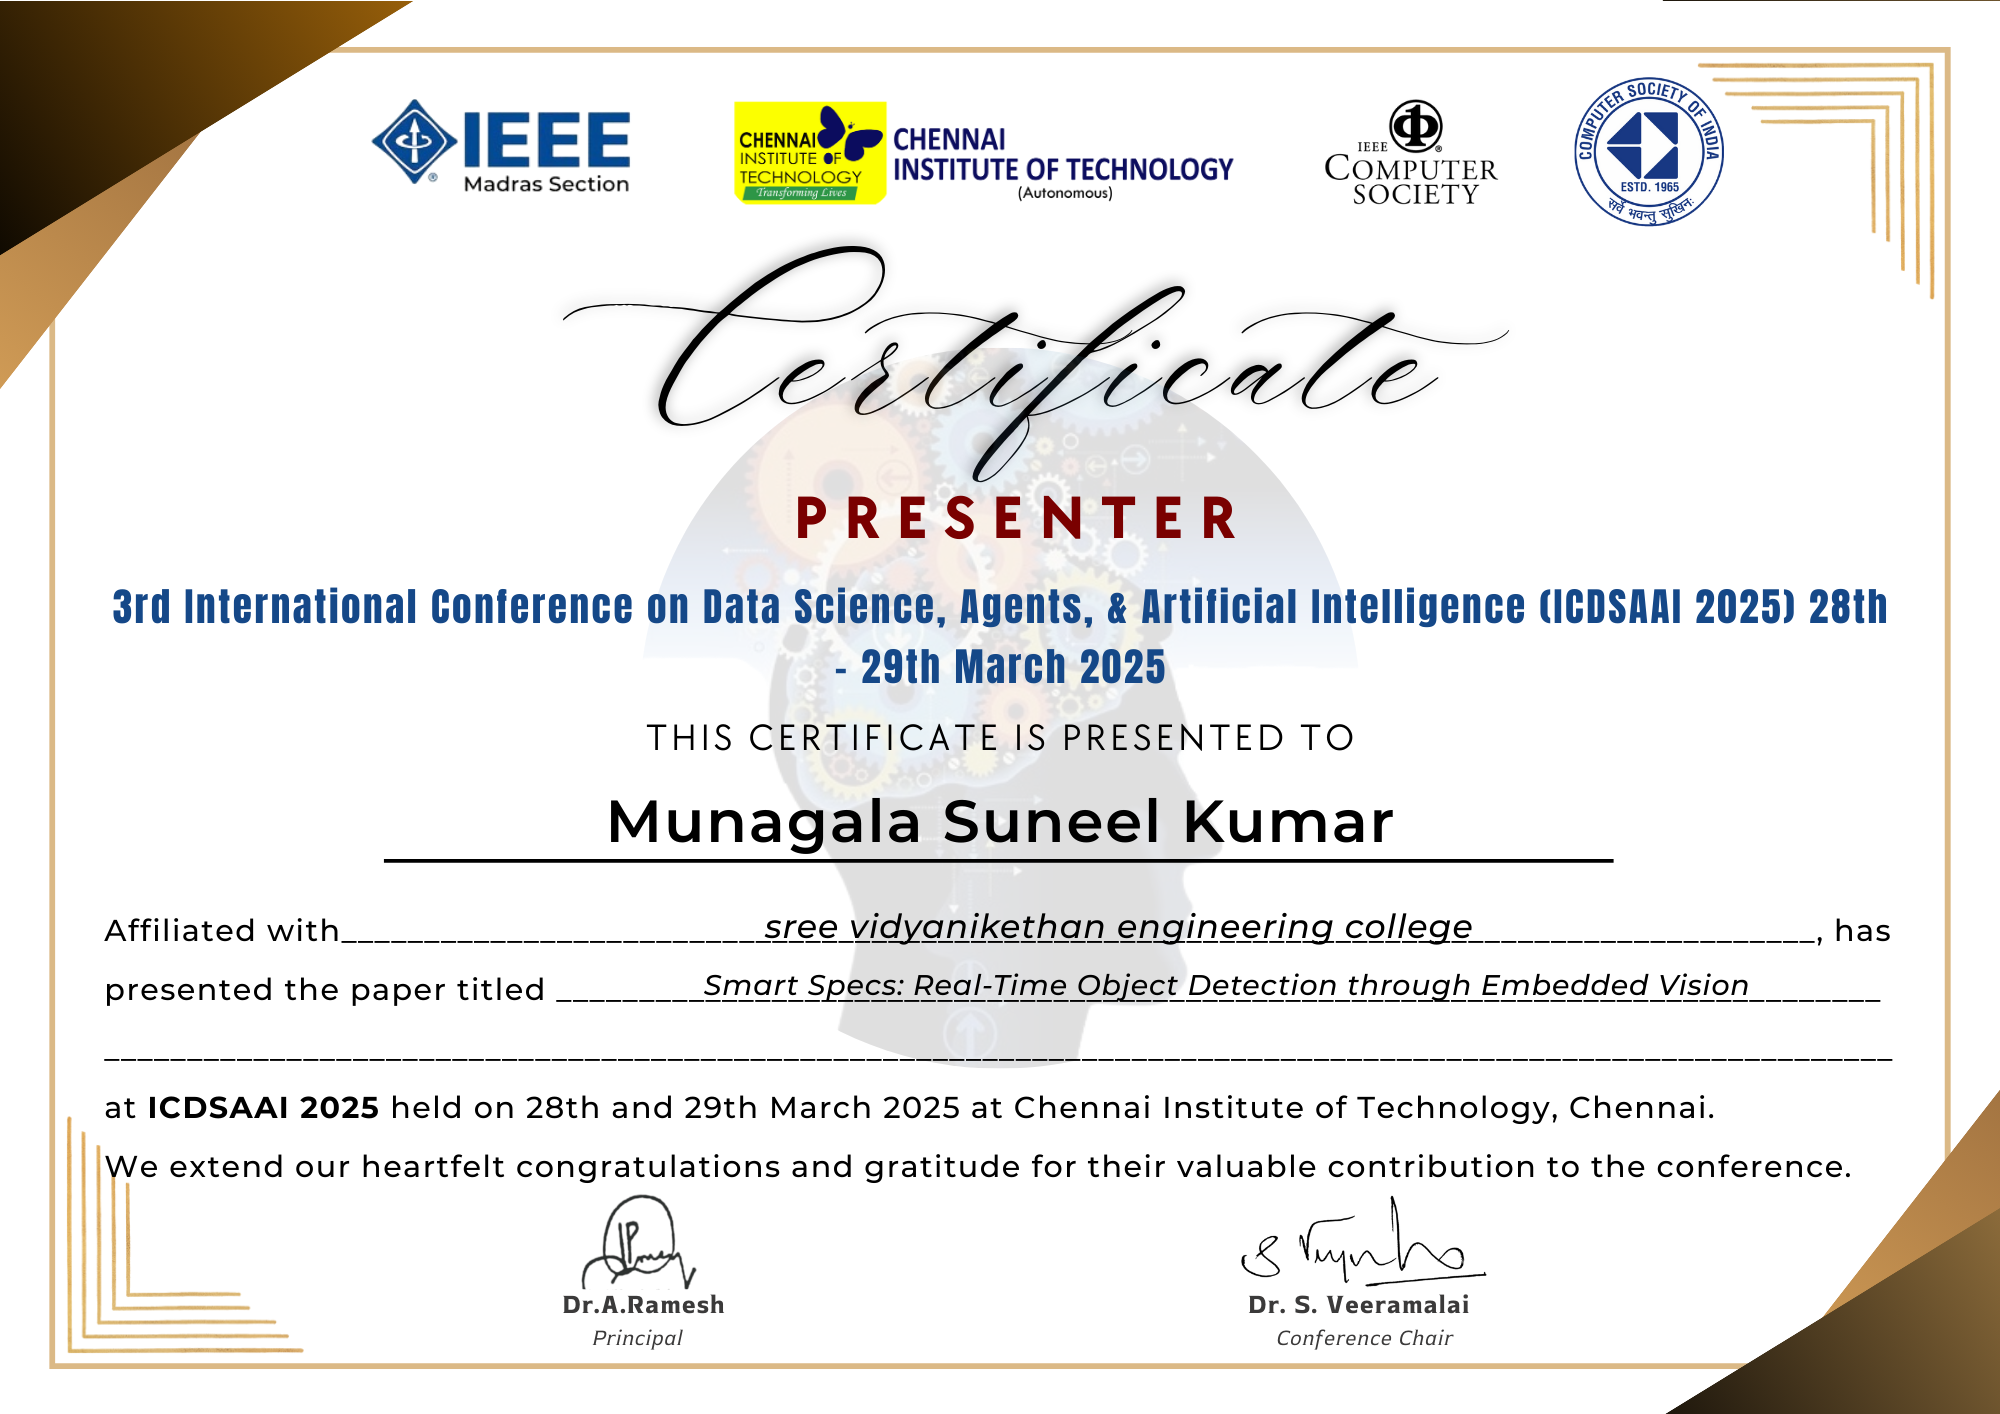 IEEE
Madras Section
CHENNAI
INSTITUTE OF
TECHNOLOGY
Transforming Lives
CHENNAI
INSTITUTE OF TECHNOLOGY
(Autonomous)
IEEE
COMPUTER
SOCIETY
COMPUTER SOCIETY OF INDIA
ESTD. 1965
सर्वे भवन्तु सुखिनः
Certificate
PRESENTER
3rd International Conference on Data Science, Agents, & Artificial Intelligence (ICDSAAI 2025) 28th
- 29th March 2025
THIS CERTIFICATE IS PRESENTED TO
Munagala Suneel Kumar
Affiliated with sree vidyanikethan engineering college, has
presented the paper titled Smart Specs: Real-Time Object Detection through Embedded Vision
at ICDSAAI 2025 held on 28th and 29th March 2025 at Chennai Institute of Technology, Chennai.
We extend our heartfelt congratulations and gratitude for their valuable contribution to the conference.
Dr.A.Ramesh
Principal
Dr. S. Veeramalai
Conference Chair